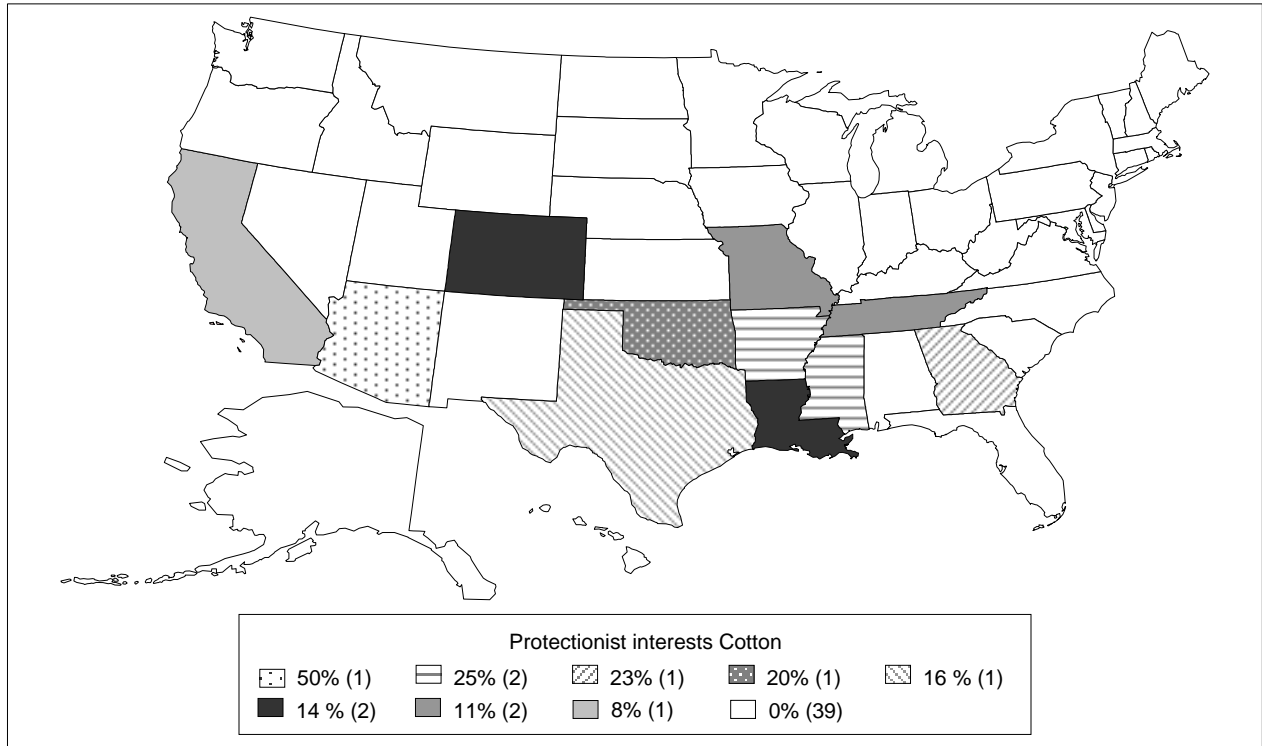 Protectionist interests Cotton
50% (1) 25% (2) 23% (1) 20% (1) 16 % (1)
14 % (2) 11% (2) 8% (1) 0% (39)